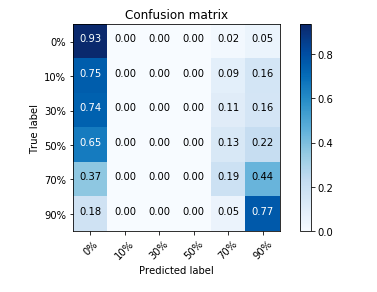 Confusion matrix
True label
0% 0.93 0.00 0.00 0.00 0.02 0.05
10% 0.75 0.00 0.00 0.00 0.09 0.16
30% 0.74 0.00 0.00 0.00 0.11 0.16
50% 0.65 0.00 0.00 0.00 0.13 0.22
70% 0.37 0.00 0.00 0.00 0.19 0.44
90% 0.18 0.00 0.00 0.00 0.05 0.77
0% 10% 30% 50% 70% 90%
Predicted label
0.8
0.6
0.4
0.2
0.0